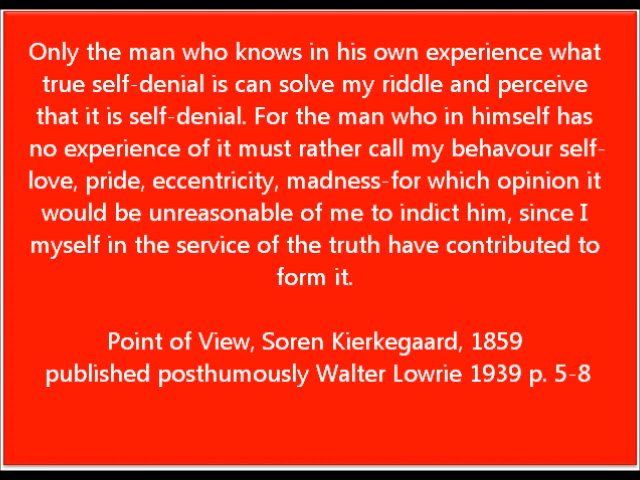 Only the man who knows in his own experience what
true self-denial is can solve my riddle and perceive
that it is self-denial. For the man who in himself has
no experience of it must rather call my behavour self-
love, pride, eccentricity, madness-for which opinion it
would be unreasonable of me to indict him, since I
myself in the service of the truth have contributed to
form it.
Point of View, Soren Kierkegaard, 1859
published posthumously Walter Lowrie 1939 p. 5-8